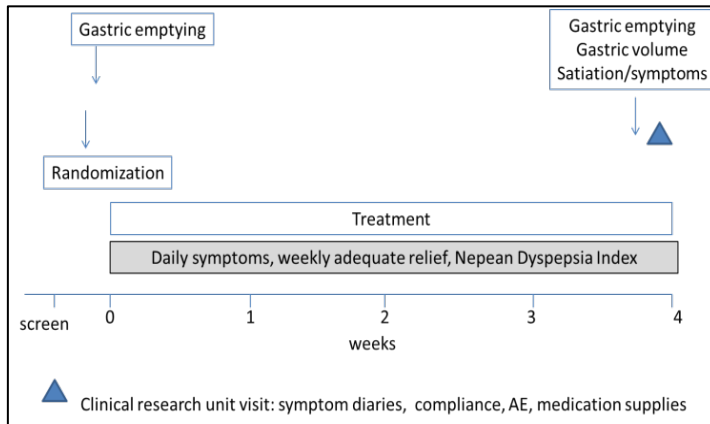 Gastric emptying
Gastric emptying
Gastric volume
Satiation/symptoms
Randomization
Treatment
Daily symptoms, weekly adequate relief, Nepean Dyspepsia Index
screen 0 1 2 3 4
weeks
Clinical research unit visit: symptom diaries, compliance, AE, medication supplies